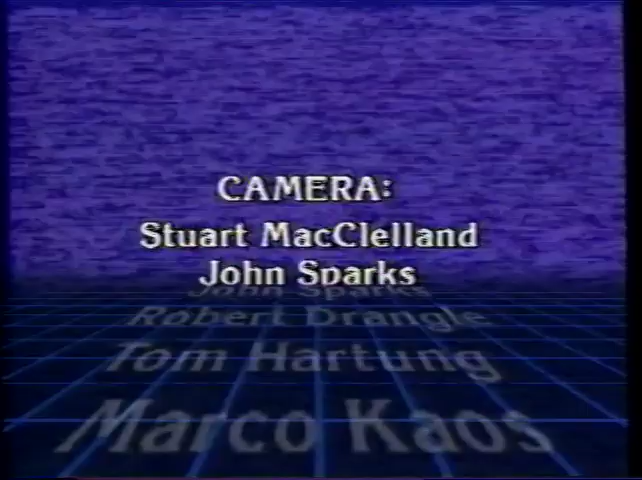 CAMERA:
Stuart MacClelland
John Sparks
John Sparks
Robert Drangle
Tom Hartung
Marco Kaos